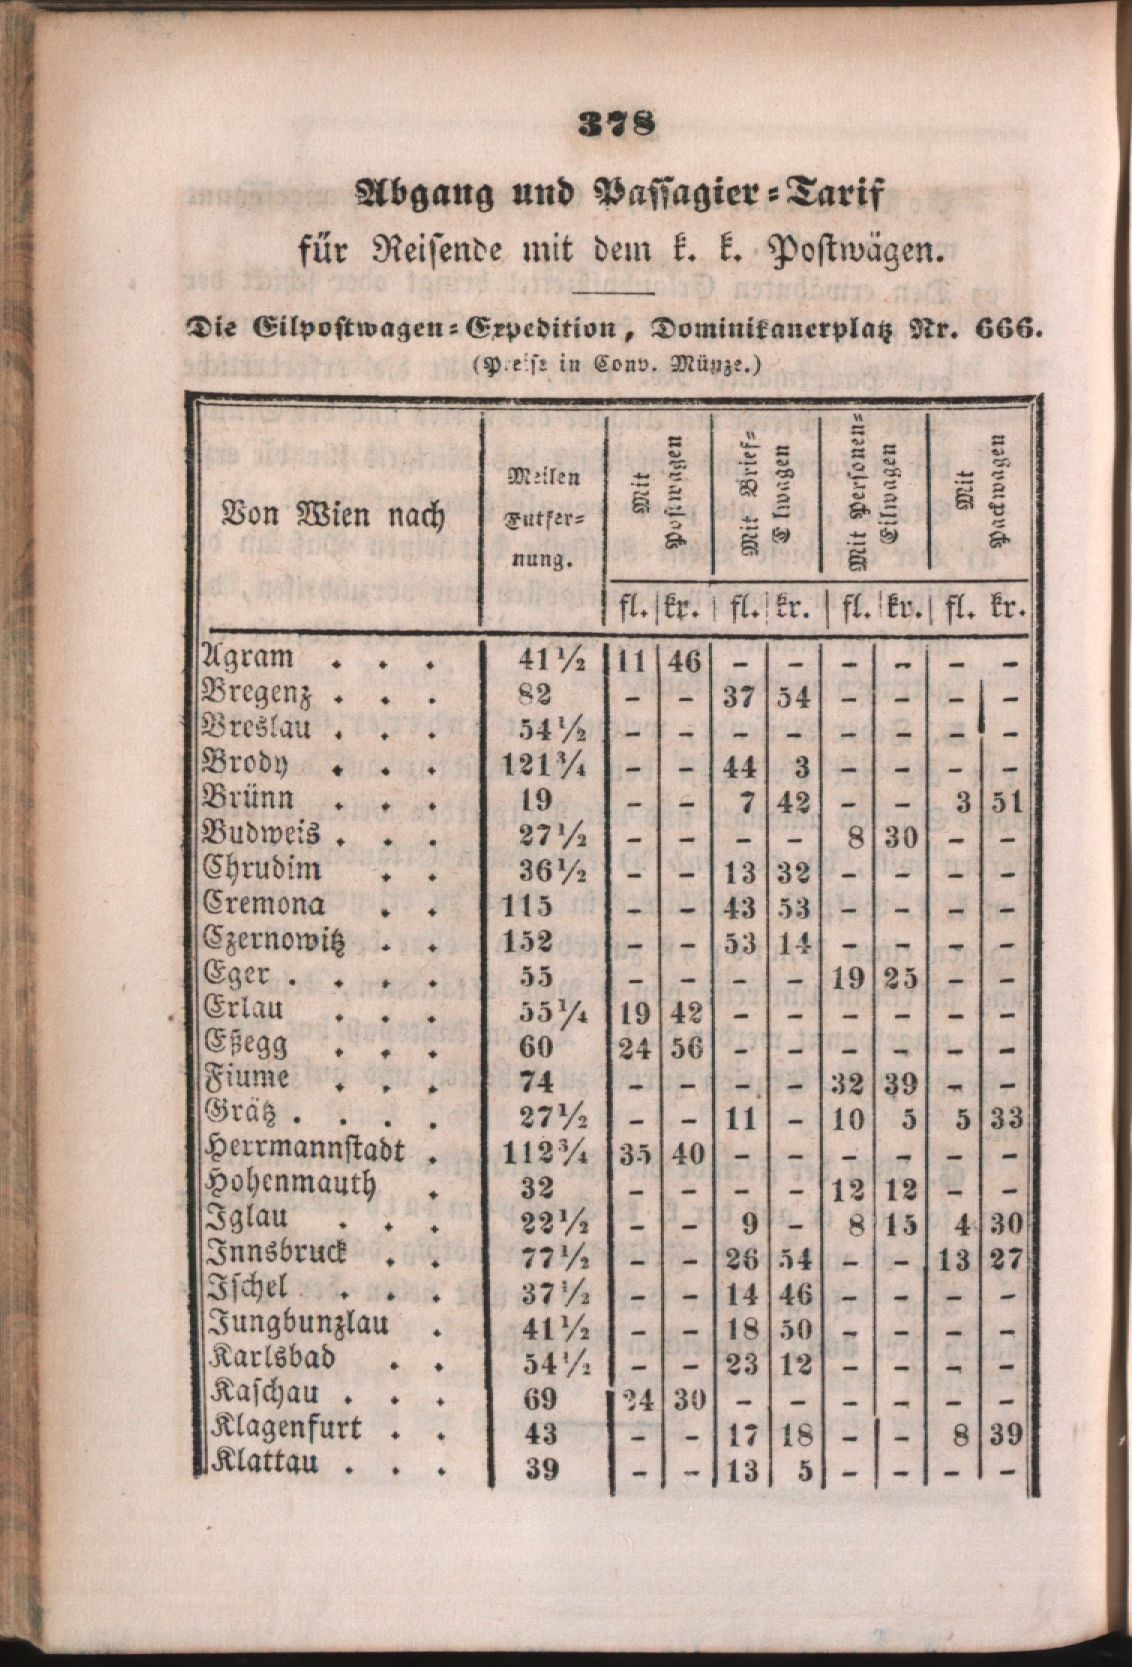 378
Abgang und Passagier-Tarif
für Reisende mit dem k. k. Postwägen.
Die Eilpostwagen-Expedition, Dominikanerplatz Nr. 666.
(Preise in Conv. Münze.)
Von Wien nach | Meilen Entfer-nung. | Mit Postwagen | Mit Brief-Eilwagen | Mit Personen-Eilwagen | Mit Packwagen
fl. | kr. | fl. | kr. | fl. | kr. | fl. | kr.
Agram . . . 41½ | 11 | 46 | – | – | – | – | – | –
Bregenz . . . 82 | – | – | 37 | 54 | – | – | – | –
Breslau . . . 54½ | – | – | – | – | – | – | – | –
Brody . . . 121¾ | – | – | 44 | 3 | – | – | – | –
Brünn . . . 19 | – | – | 7 | 42 | – | – | 3 | 51
Budweis . . . 27½ | – | – | – | – | 8 | 30 | – | –
Chrudim . . 36½ | – | – | 13 | 32 | – | – | – | –
Cremona . . 115 | – | – | 43 | 53 | – | – | – | –
Czernowitz . . 152 | – | – | 53 | 14 | – | – | – | –
Eger . . . . 55 | – | – | – | – | 19 | 25 | – | –
Erlau . . . 55¼ | 19 | 42 | – | – | – | – | – | –
Eßegg . . . 60 | 24 | 56 | – | – | – | – | – | –
Fiume . . . 74 | – | – | – | – | 32 | 39 | – | –
Grätz . . . . 27½ | – | – | 11 | – | 10 | 5 | 5 | 33
Herrmannstadt . 112¾ | 35 | 40 | – | – | – | – | – | –
Hohenmauth . 32 | – | – | – | – | 12 | 12 | – | –
Iglau . . . 22½ | – | – | 9 | – | 8 | 15 | 4 | 30
Innsbruck . . 77½ | – | – | 26 | 54 | – | – | 13 | 27
Ischel . . . 37½ | – | – | 14 | 46 | – | – | – | –
Jungbunzlau . 41½ | – | – | 18 | 50 | – | – | – | –
Karlsbad . . 54½ | – | – | 23 | 12 | – | – | – | –
Kaschau . . . 69 | 24 | 30 | – | – | – | – | – | –
Klagenfurt . . 43 | – | – | 17 | 18 | – | – | 8 | 39
Klattau . . . 39 | – | – | 13 | 5 | – | – | – | –